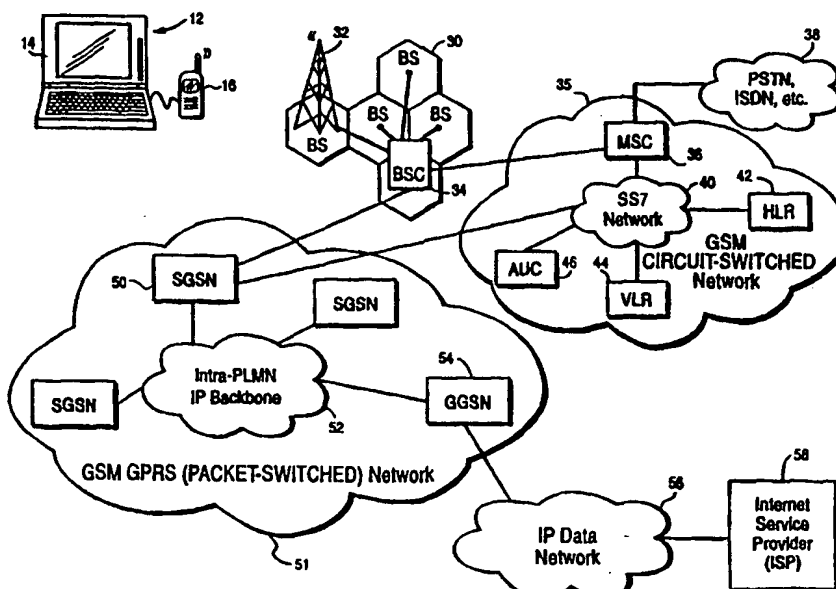 12
14
16
32
30
BS
BS
BS
BS
BSC
34
38
PSTN,
ISDN, etc.
35
MSC
36
40
42
SS7
Network
HLR
GSM
CIRCUIT-SWITCHED
Network
AUC
46
44
VLR
50
SGSN
SGSN
SGSN
Intra-PLMN
IP Backbone
52
54
GGSN
GSM GPRS (PACKET-SWITCHED) Network
51
56
IP Data
Network
58
Internet
Service
Provider
(ISP)